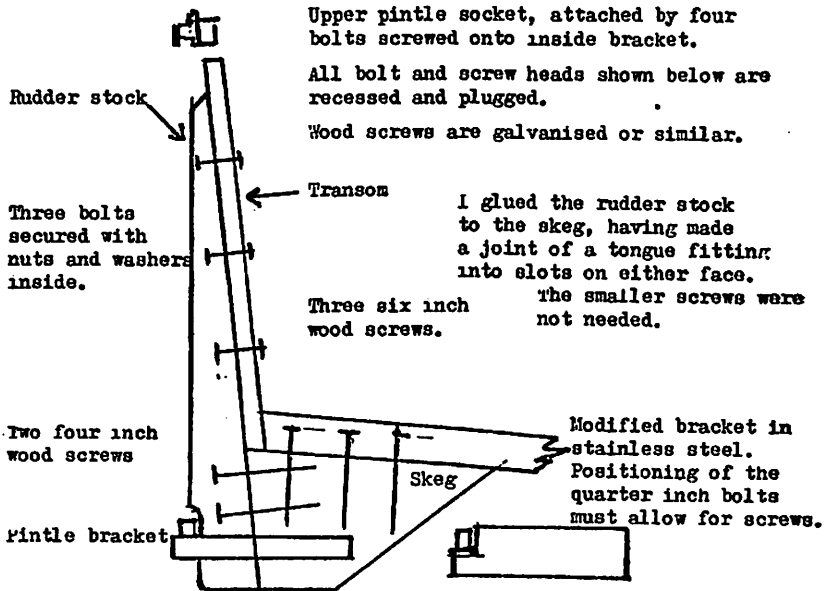 Upper pintle socket, attached by four
bolts screwed onto inside bracket.
All bolt and screw heads shown below are
recessed and plugged.
Wood screws are galvanised or similar.
Rudder stock
Transom
I glued the rudder stock
to the skeg, having made
a joint of a tongue fitting
into slots on either face.
The smaller screws were
not needed.
Three bolts
secured with
nuts and washers
inside.
Three six inch
wood screws.
Two four inch
wood screws
Skeg
Modified bracket in
stainless steel.
Positioning of the
quarter inch bolts
must allow for screws.
Pintle bracket